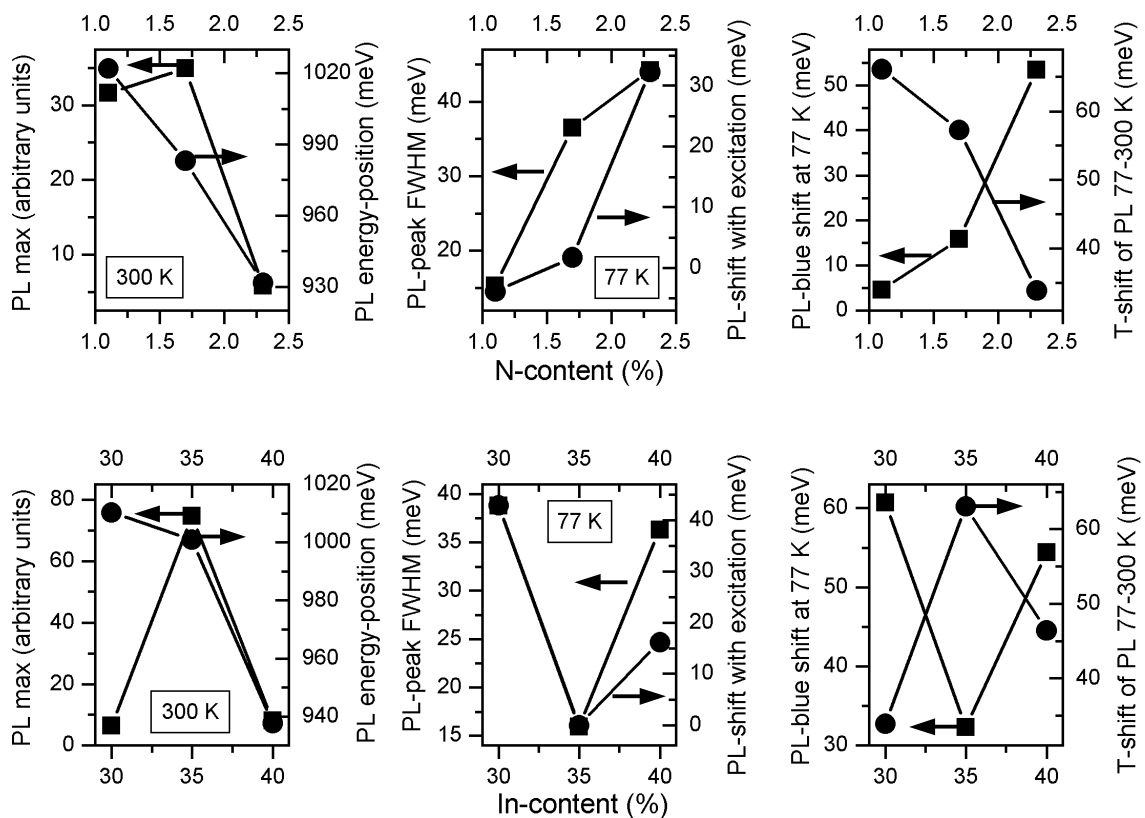 1.0 1.5 2.0 2.5
1.0 1.5 2.0 2.5
1.0 1.5 2.0 2.5
PL max (arbitrary units)
30
20
10
300 K
1020
990
960
930
PL energy-position (meV)
1.0 1.5 2.0 2.5
PL-peak FWHM (meV)
40
30
20
77 K
30
20
10
0
PL-shift with excitation (meV)
1.0 1.5 2.0 2.5
N-content (%)
PL-blue shift at 77 K (meV)
50
40
30
20
10
0
60
50
40
T-shift of PL 77-300 K (meV)
1.0 1.5 2.0 2.5
30 35 40
30 35 40
30 35 40
PL max (arbitrary units)
80
60
40
20
0
300 K
1020
1000
980
960
940
PL energy-position (meV)
30 35 40
PL-peak FWHM (meV)
40
35
30
25
20
15
77 K
40
30
20
10
0
PL-shift with excitation (meV)
30 35 40
In-content (%)
PL-blue shift at 77 K (meV)
60
50
40
30
60
50
40
T-shift of PL 77-300 K (meV)
30 35 40